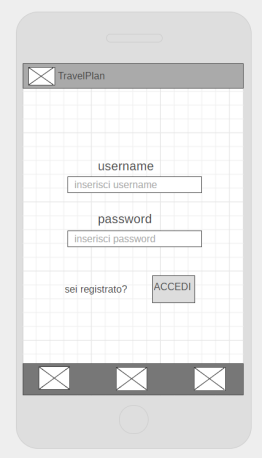 TravelPlan
username
inserisci username
password
inserisci password
sei registrato? ACCEDI